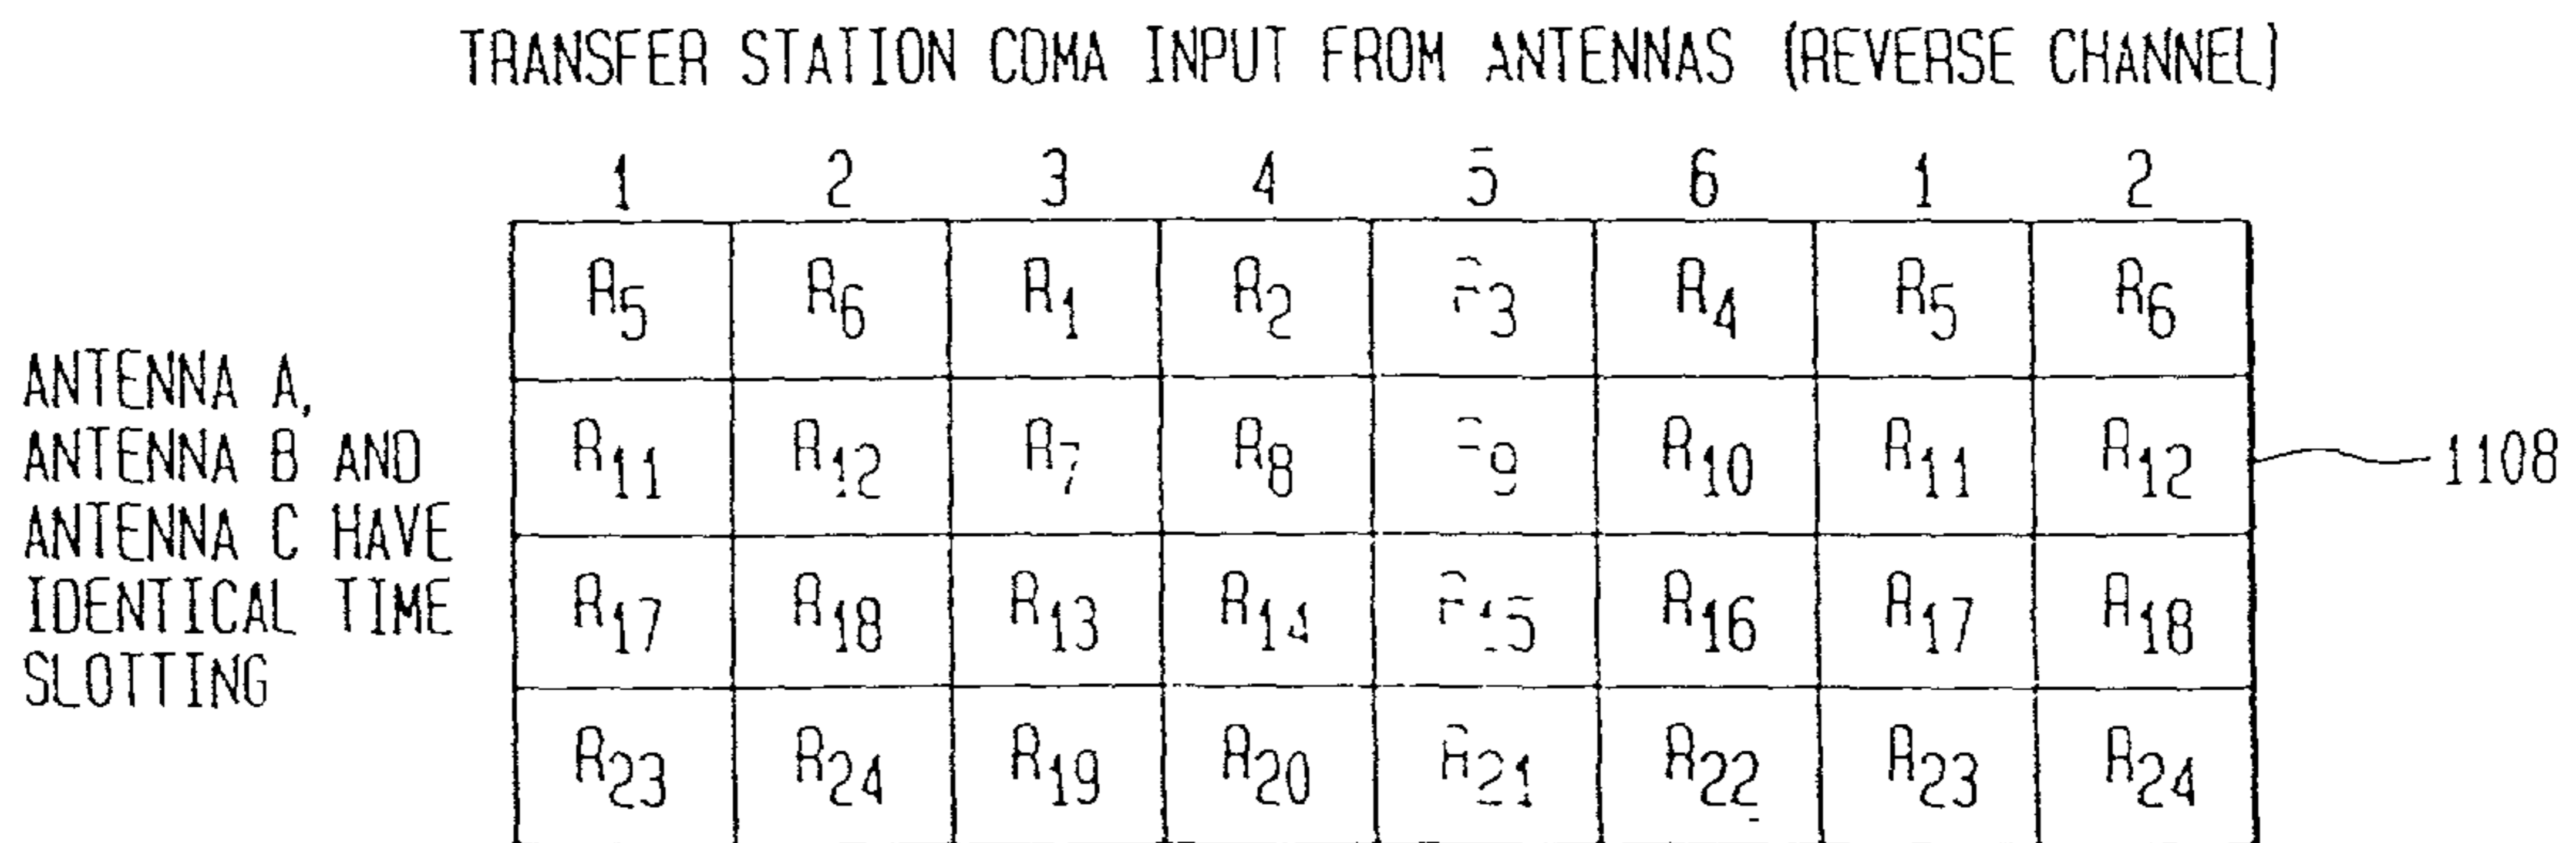 TRANSFER STATION CDMA INPUT FROM ANTENNAS (REVERSE CHANNEL)
1 2 3 4 5 6 1 2
R5 R6 R1 R2 R3 R4 R5 R6
ANTENNA A,
ANTENNA B AND
ANTENNA C HAVE
IDENTICAL TIME
SLOTTING
R11 R12 R7 R8 R9 R10 R11 R12
1108
R17 R18 R13 R14 R15 R16 R17 R18
R23 R24 R19 R20 R21 R22 R23 R24